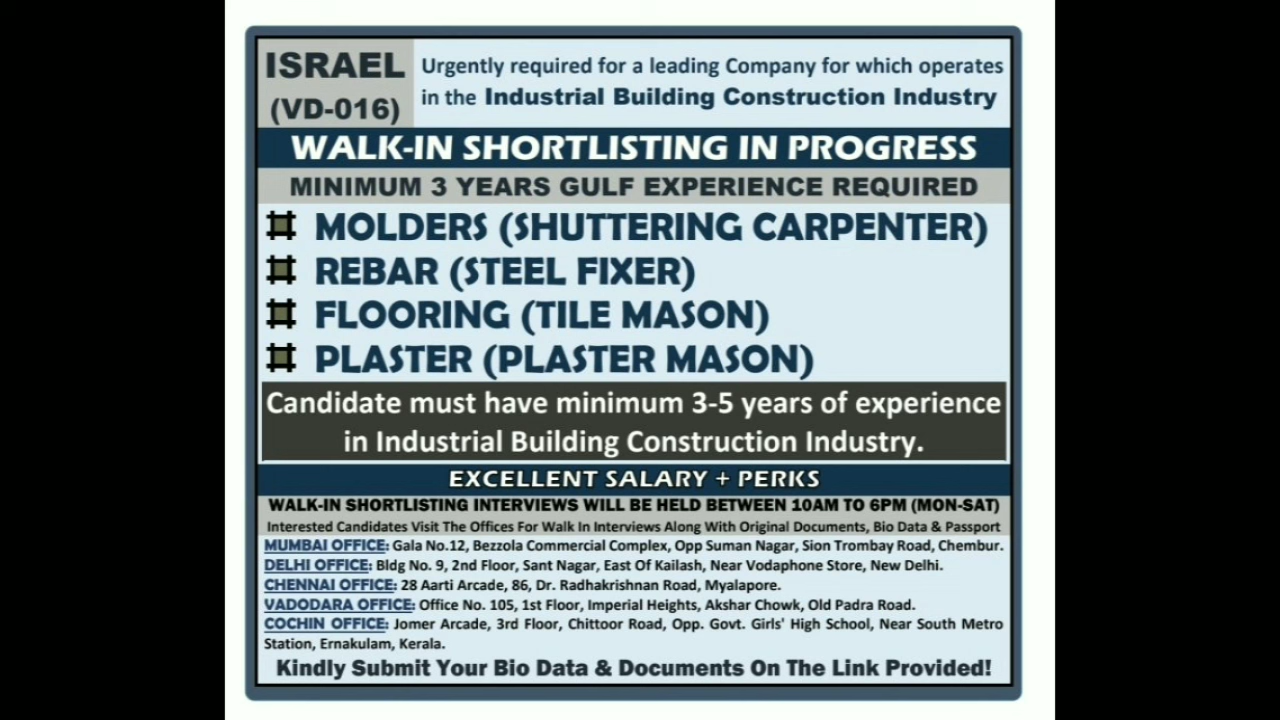 ISRAEL
(VD-016)
Urgently required for a leading Company for which operates
in the Industrial Building Construction Industry
WALK-IN SHORTLISTING IN PROGRESS
MINIMUM 3 YEARS GULF EXPERIENCE REQUIRED
MOLDERS (SHUTTERING CARPENTER)
REBAR (STEEL FIXER)
FLOORING (TILE MASON)
PLASTER (PLASTER MASON)
Candidate must have minimum 3-5 years of experience
in Industrial Building Construction Industry.
EXCELLENT SALARY + PERKS
WALK-IN SHORTLISTING INTERVIEWS WILL BE HELD BETWEEN 10AM TO 6PM (MON-SAT)
Interested Candidates Visit The Offices For Walk In Interviews Along With Original Documents, Bio Data & Passport
MUMBAI OFFICE: Gala No.12, Bezzola Commercial Complex, Opp Suman Nagar, Sion Trombay Road, Chembur.
DELHI OFFICE: Bldg No. 9, 2nd Floor, Sant Nagar, East Of Kailash, Near Vodaphone Store, New Delhi.
CHENNAI OFFICE: 28 Aarti Arcade, 86, Dr. Radhakrishnan Road, Myalapore.
VADODARA OFFICE: Office No. 105, 1st Floor, Imperial Heights, Akshar Chowk, Old Padra Road.
COCHIN OFFICE: Jomer Arcade, 3rd Floor, Chittoor Road, Opp. Govt. Girls' High School, Near South Metro
Station, Ernakulam, Kerala.
Kindly Submit Your Bio Data & Documents On The Link Provided!